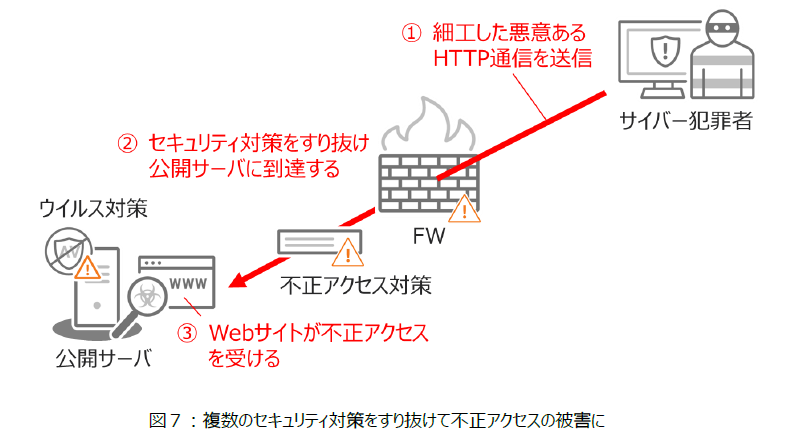 ① 細工した悪意ある
HTTP通信を送信
サイバー犯罪者
② セキュリティ対策をすり抜け
公開サーバに到達する
FW
ウイルス対策
AV
不正アクセス対策
WWW
公開サーバ
③ Webサイトが不正アクセス
を受ける
図7：複数のセキュリティ対策をすり抜けて不正アクセスの被害に